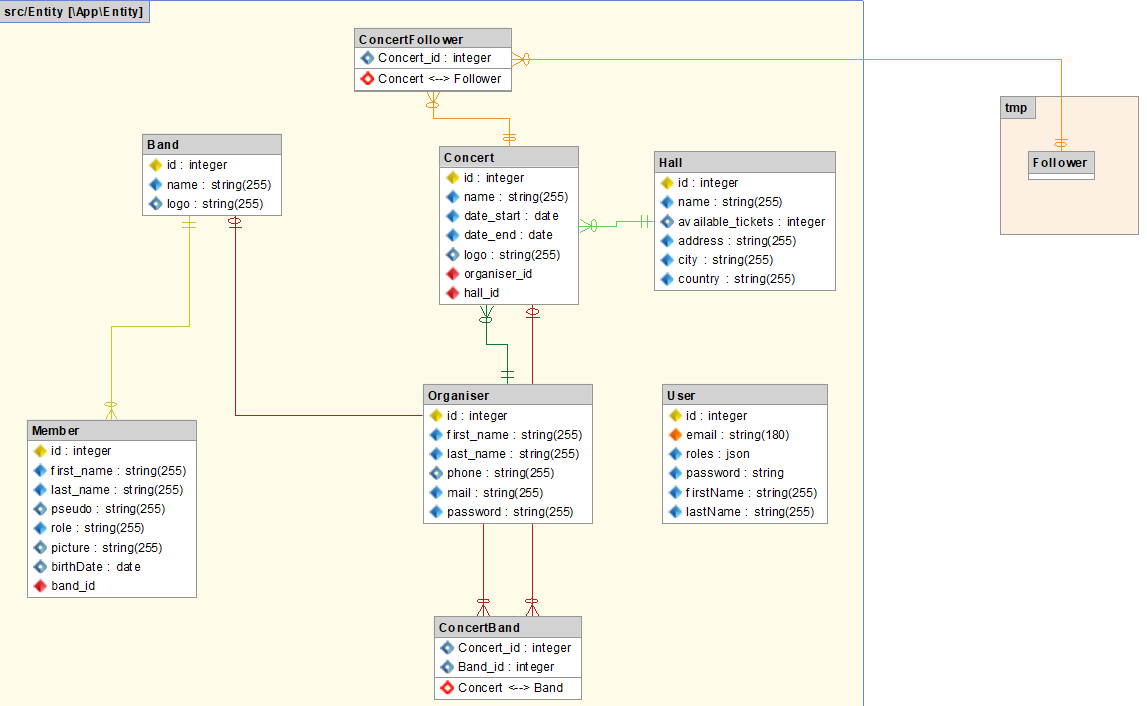 src/Entity [\App\Entity]
ConcertFollower
Concert_id : integer
Concert <--> Follower
tmp
Follower
Band
id : integer
name : string(255)
logo : string(255)
Concert
id : integer
name : string(255)
date_start : date
date_end : date
logo : string(255)
organiser_id
hall_id
Hall
id : integer
name : string(255)
available_tickets : integer
address : string(255)
city : string(255)
country : string(255)
Member
id : integer
first_name : string(255)
last_name : string(255)
pseudo : string(255)
role : string(255)
picture : string(255)
birthDate : date
band_id
Organiser
id : integer
first_name : string(255)
last_name : string(255)
phone : string(255)
mail : string(255)
password : string(255)
User
id : integer
email : string(180)
roles : json
password : string
firstName : string(255)
lastName : string(255)
ConcertBand
Concert_id : integer
Band_id : integer
Concert <--> Band